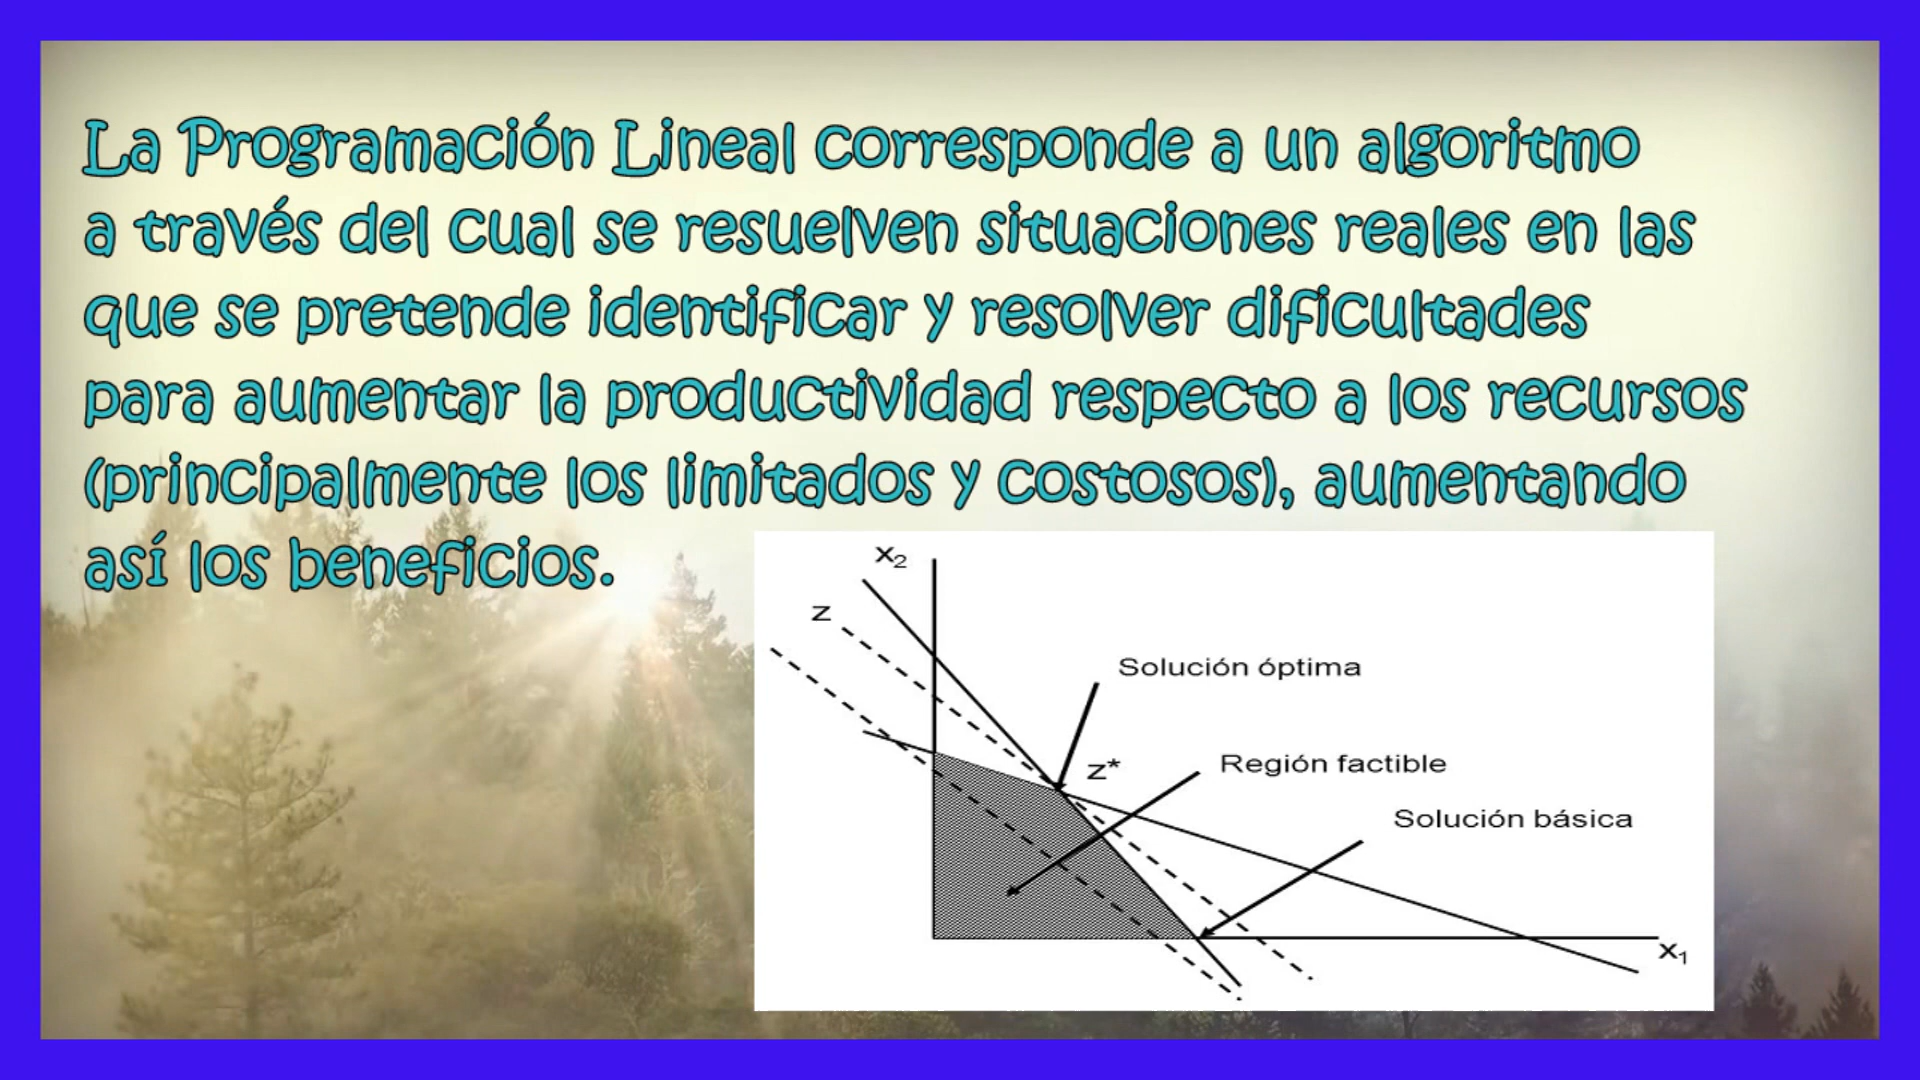 La Programación Lineal corresponde a un algoritmo
a través del cual se resuelven situaciones reales en las
que se pretende identificar y resolver dificultades
para aumentar la productividad respecto a los recursos
(principalmente los limitados y costosos), aumentando
así los beneficios.
x₂
z
Solución óptima
z*
Región factible
Solución básica
x₁